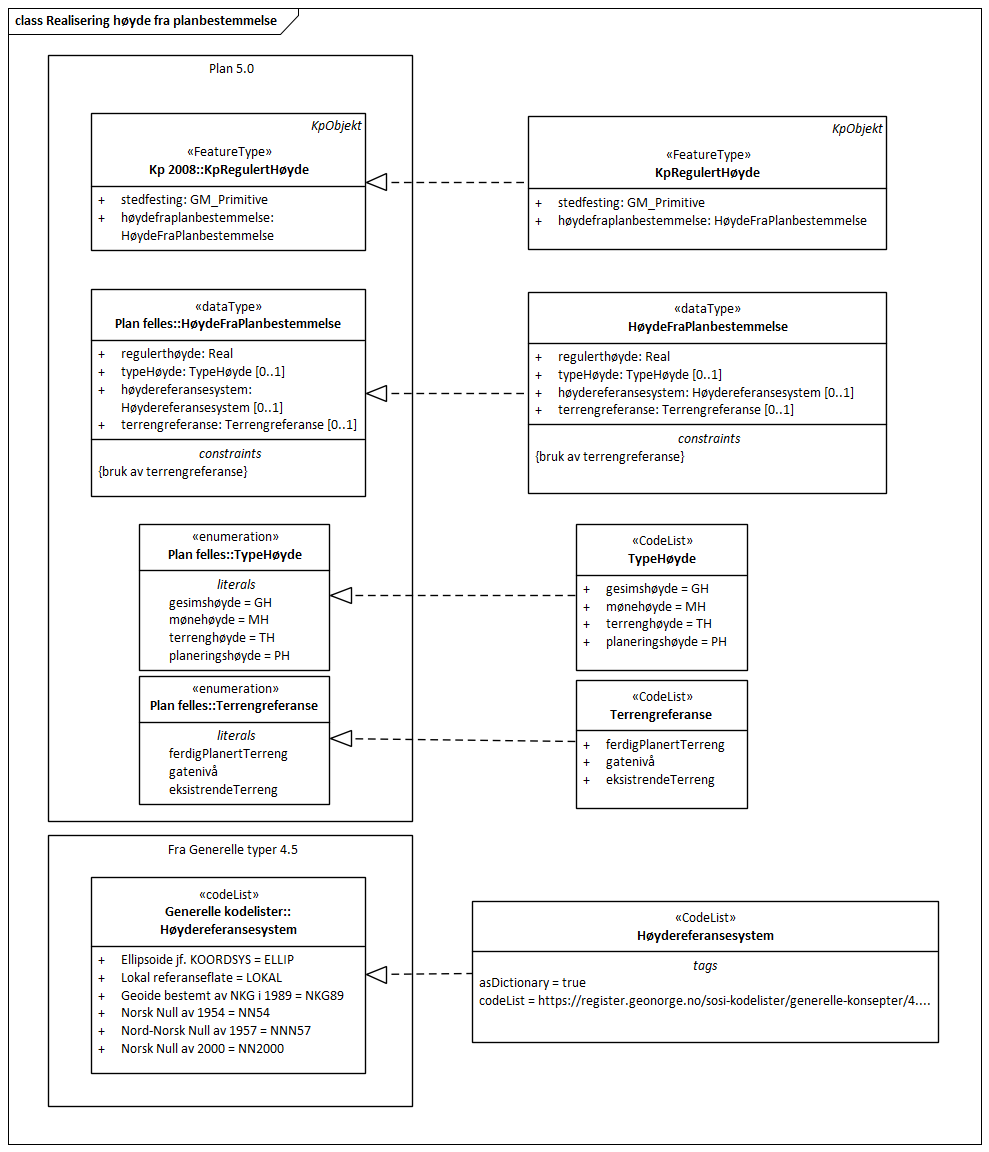 class Realisering høyde fra planbestemmelse
Plan 5.0
KpObjekt
«FeatureType»
Kp 2008::KpRegulertHøyde
+ stedfesting: GM_Primitive
+ høydefraplanbestemmelse:
HøydeFraPlanbestemmelse
KpObjekt
«FeatureType»
KpRegulertHøyde
+ stedfesting: GM_Primitive
+ høydefraplanbestemmelse: HøydeFraPlanbestemmelse
«dataType»
Plan felles::HøydeFraPlanbestemmelse
+ regulerthøyde: Real
+ typeHøyde: TypeHøyde [0..1]
+ høydereferansesystem:
Høydereferansesystem [0..1]
+ terrengreferanse: Terrengreferanse [0..1]
constraints
{bruk av terrengreferanse}
«dataType»
HøydeFraPlanbestemmelse
+ regulerthøyde: Real
+ typeHøyde: TypeHøyde [0..1]
+ høydereferansesystem: Høydereferansesystem [0..1]
+ terrengreferanse: Terrengreferanse [0..1]
constraints
{bruk av terrengreferanse}
«enumeration»
Plan felles::TypeHøyde
literals
gesimshøyde = GH
mønehøyde = MH
terrenghøyde = TH
planeringshøyde = PH
«CodeList»
TypeHøyde
+ gesimshøyde = GH
+ mønehøyde = MH
+ terrenghøyde = TH
+ planeringshøyde = PH
«enumeration»
Plan felles::Terrengreferanse
literals
ferdigPlanertTerreng
gatenivå
eksistrendeTerreng
«CodeList»
Terrengreferanse
+ ferdigPlanertTerreng
+ gatenivå
+ eksistrendeTerreng
Fra Generelle typer 4.5
«codeList»
Generelle kodelister::
Høydereferansesystem
+ Ellipsoide jf. KOORDSYS = ELLIP
+ Lokal referanseflate = LOKAL
+ Geoide bestemt av NKG i 1989 = NKG89
+ Norsk Null av 1954 = NN54
+ Nord-Norsk Null av 1957 = NNN57
+ Norsk Null av 2000 = NN2000
«CodeList»
Høydereferansesystem
tags
asDictionary = true
codeList = https://register.geonorge.no/sosi-kodelister/generelle-konsepter/4....